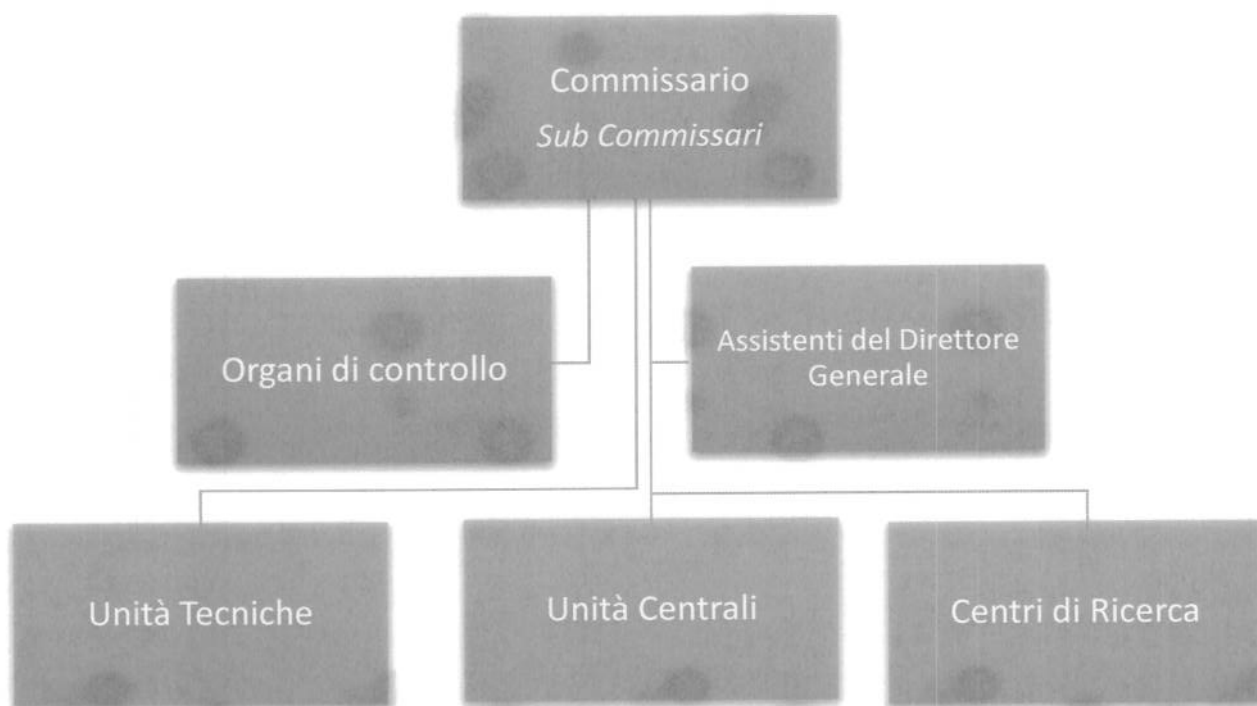 Commissario
Sub Commissari
Organi di controllo
Assistenti del Direttore
Generale
Unità Tecniche
Unità Centrali
Centri di Ricerca